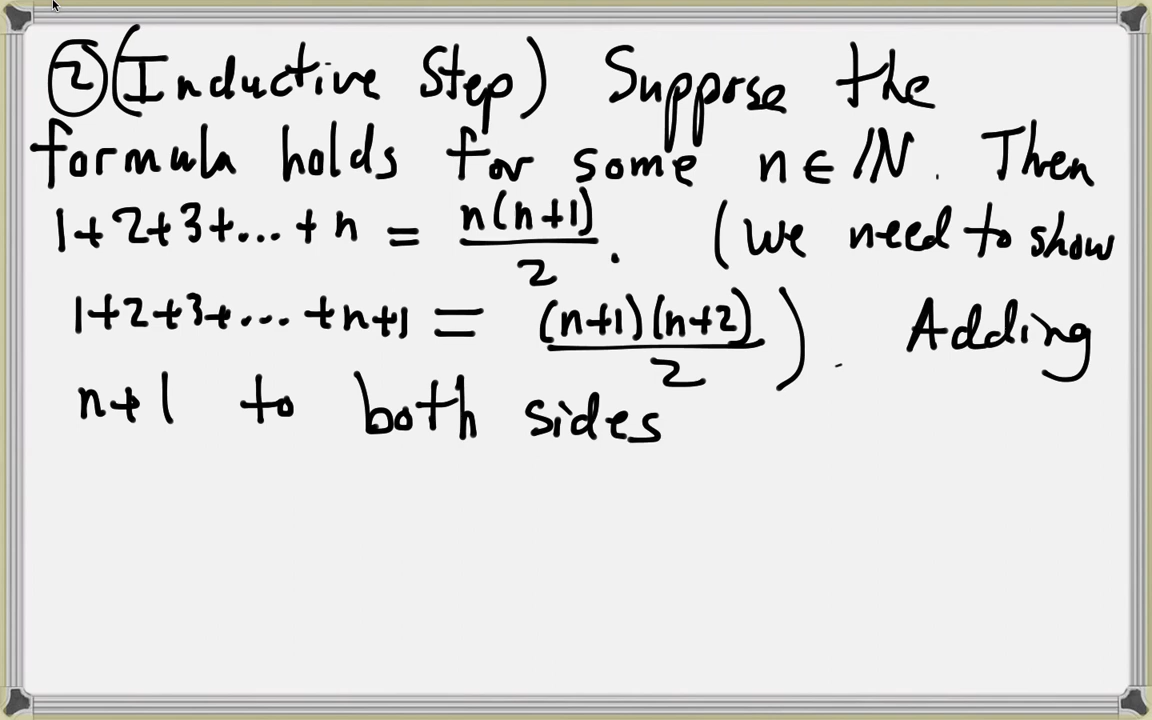 ② (Inductive Step) Suppose the
formula holds for some n ∈ ℕ. Then
1+2+3+...+n = n(n+1)/2. (We need to show
1+2+3+...+n+1 = (n+1)(n+2)/2). Adding
n+1 to both sides